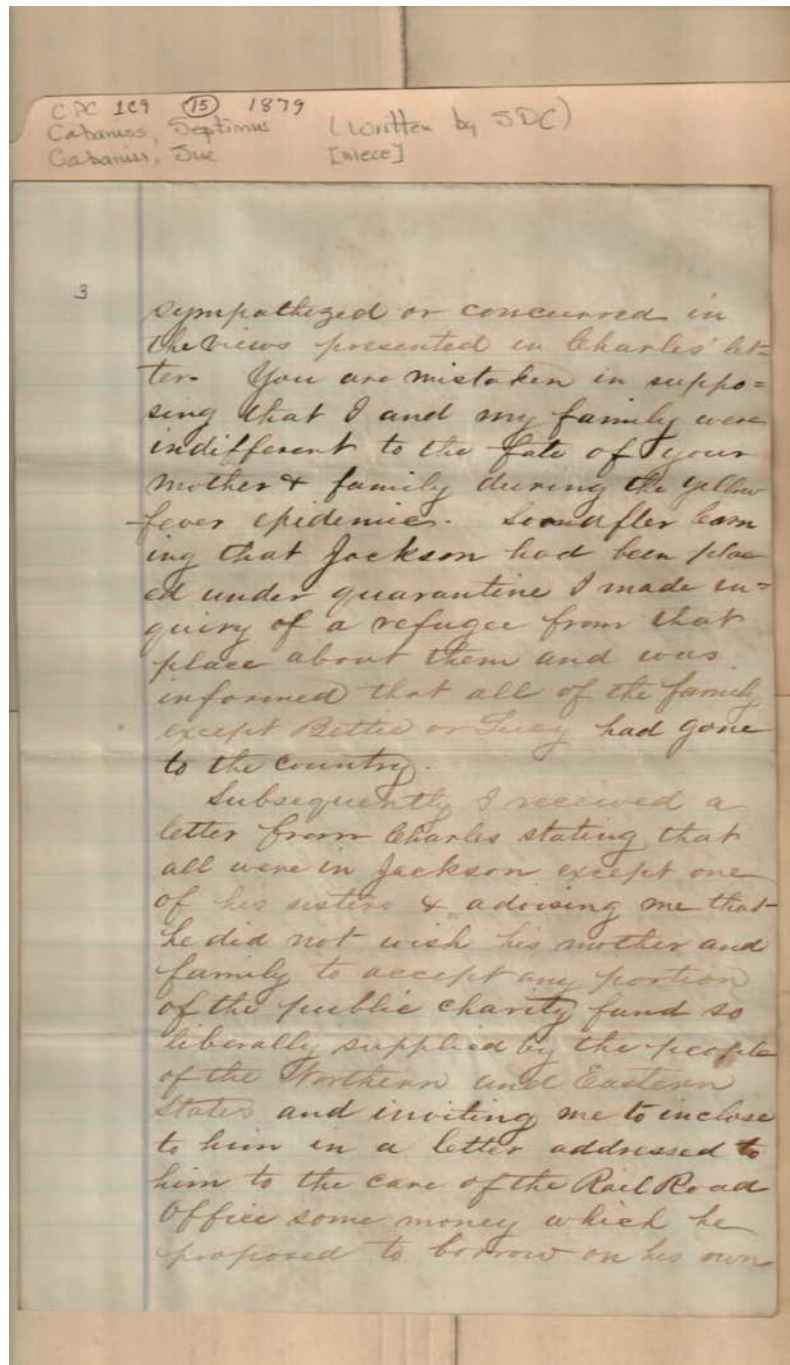 CPC 109 (15) 1879
Cabaniss, Septimus (Written by SDC)
Cabaniss, Sue [niece]
3
sympathized or concurred in
the views presented in Charles' let=
ter. You are mistaken in suppo=
sing that I and my family were
indifferent to the fate of your
mother & family during the yellow
fever epidemic. Soon after learn
ing that Jackson had been plac
ed under quarantine I made in=
quiry of a refugee from that
place about them and was
informed that all of the family
except Bettie or Lucy had gone
to the country.
Subsequently I received a
letter from Charles stating that
all were in Jackson except one
of his sisters & advising me that
he did not wish his mother and
family to accept any portion
of the public charity fund so
liberally supplied by the people
of the Northern and Eastern
States and inviting me to inclose
to him in a letter addressed to
him to the care of the Rail Road
Office some money which he
proposed to borrow on his own